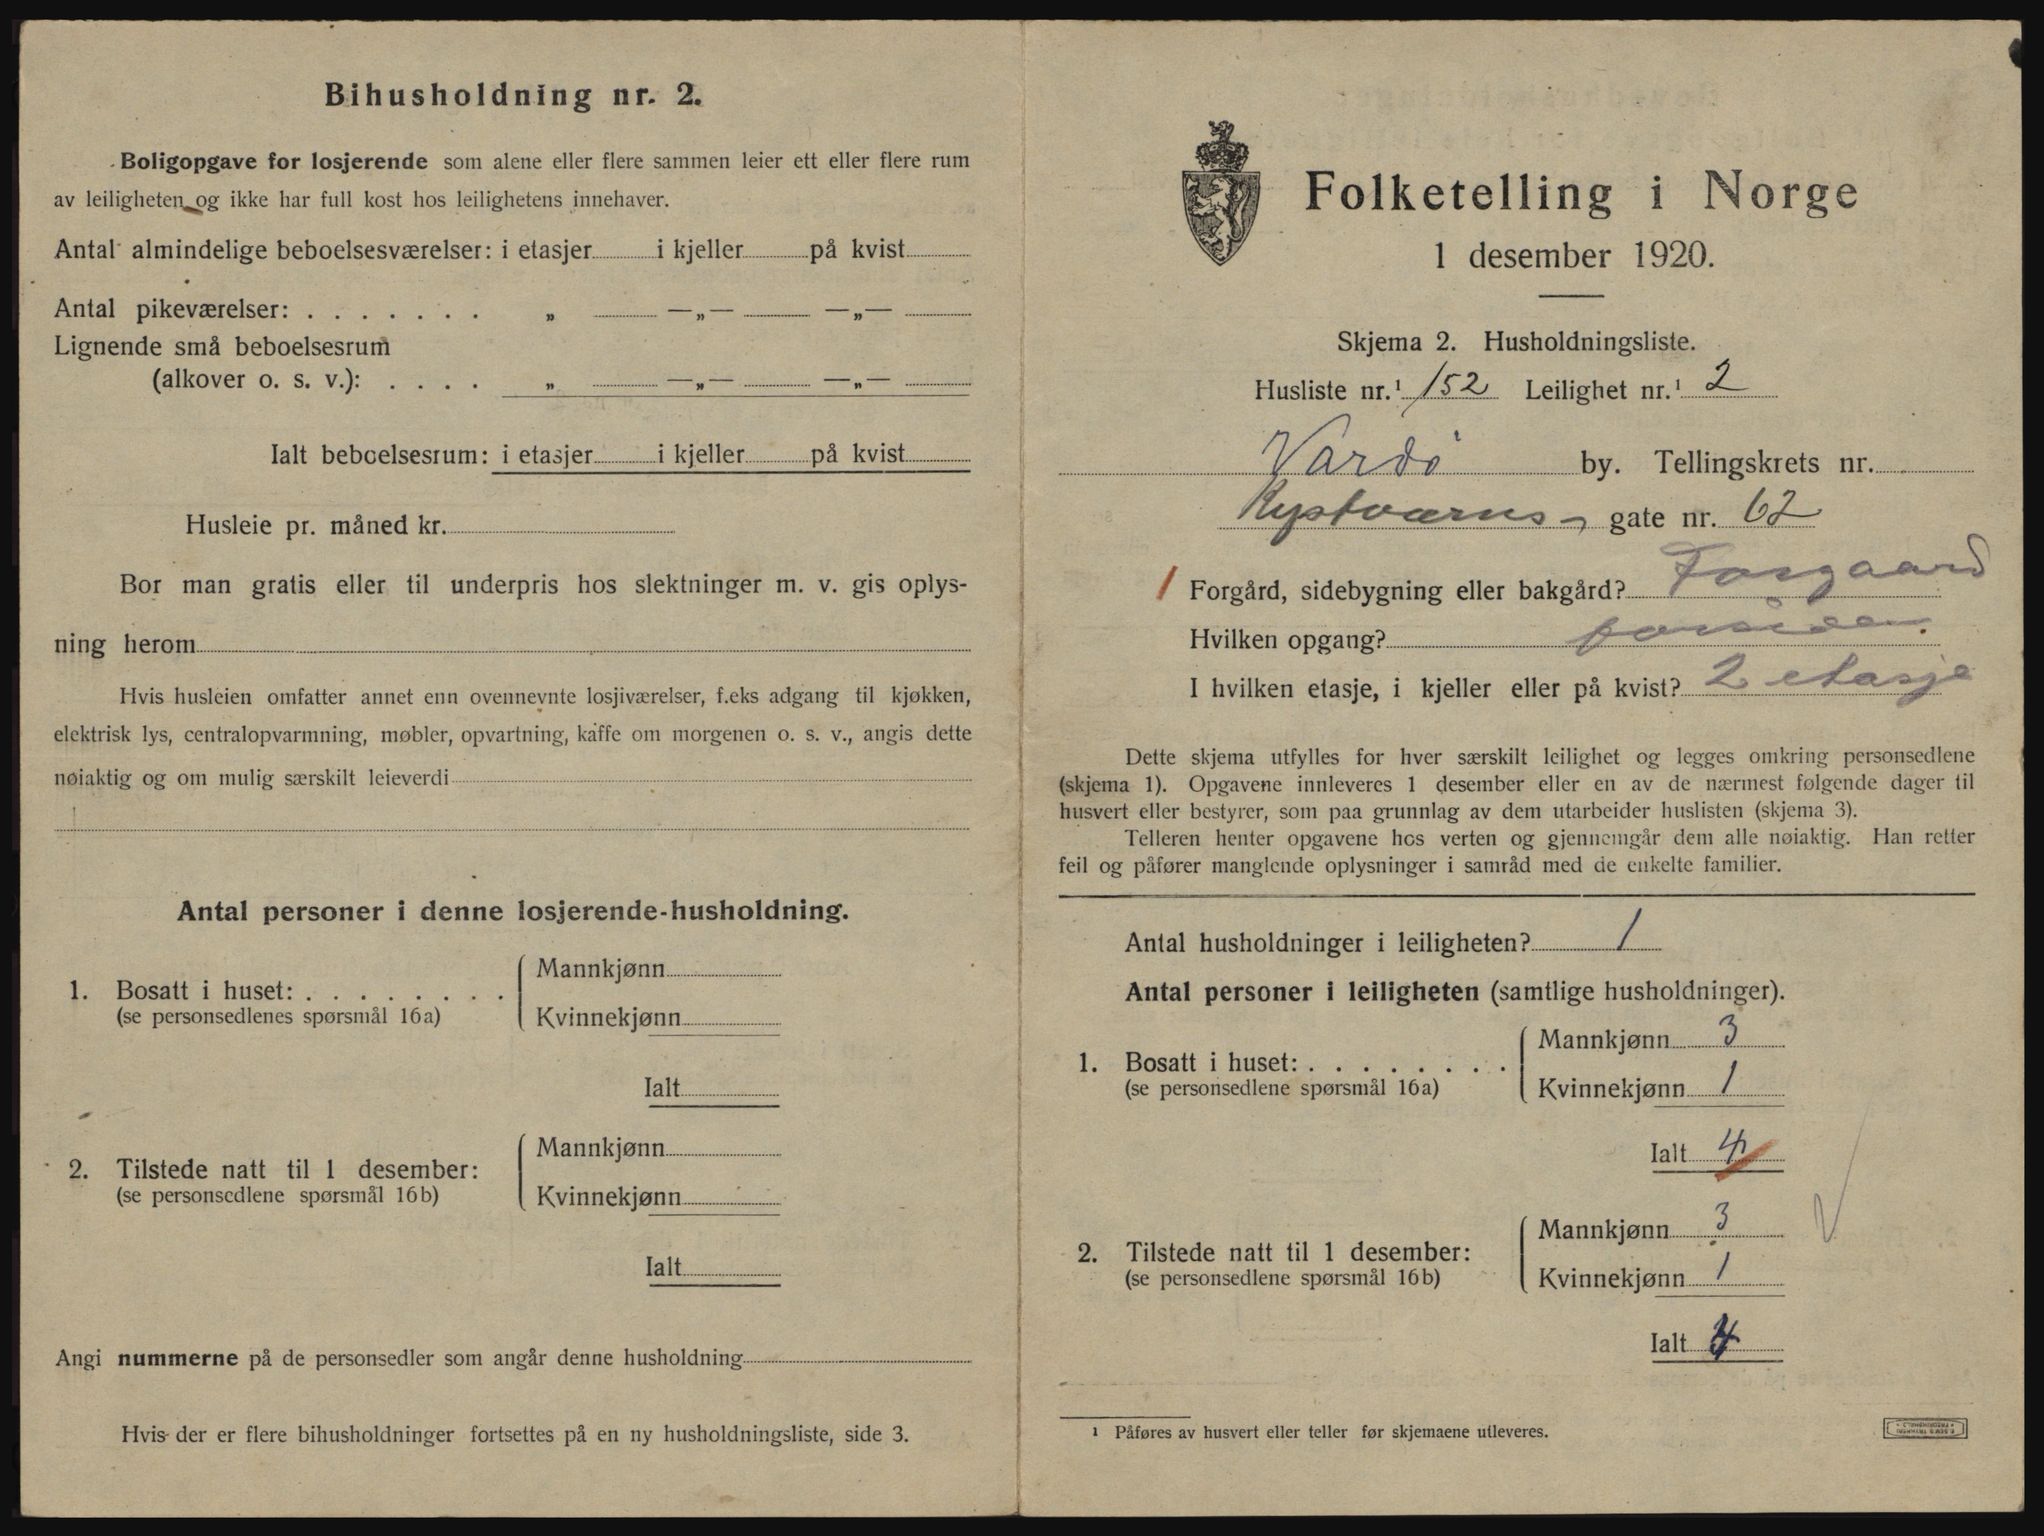 Bihusholdning nr. 2.
Boligopgave for losjerende som alene eller flere sammen leier ett eller flere rum
av leiligheten og ikke har full kost hos leilighetens innehaver.
Antal almindelige beboelsesværelser: i etasjer i kjeller på kvist
Antal pikeværelser: . . . . . . . „ —„— —„—
Lignende små beboelsesrum
(alkover o. s. v.): . . . . „ —„— —„—
Ialt beboelsesrum: i etasjer i kjeller på kvist
Husleie pr. måned kr.
Bor man gratis eller til underpris hos slektninger m. v. gis oplys-
ning herom
Hvis husleien omfatter annet enn ovennevnte losjiværelser, f.eks adgang til kjøkken,
elektrisk lys, centralopvarmning, møbler, opvartning, kaffe om morgenen o. s. v., angis dette
nøiaktig og om mulig særskilt leieverdi
Antal personer i denne losjerende-husholdning.
1. Bosatt i huset: . . . . . . . . Mannkjønn
(se personsedlenes spørsmål 16a) Kvinnekjønn
Ialt
2. Tilstede natt til 1 desember: Mannkjønn
(se personsedlene spørsmål 16b) Kvinnekjønn
Ialt
Angi nummerne på de personsedler som angår denne husholdning
Hvis der er flere bihusholdninger fortsettes på en ny husholdningsliste, side 3.
Folketelling i Norge
1 desember 1920.
Skjema 2. Husholdningsliste.
Husliste nr.¹ 152 Leilighet nr.¹ 2
Vardø by. Tellingskrets nr.
Kystværns- gate nr. 62
1 Forgård, sidebygning eller bakgård? Forgaard
Hvilken opgang? forsiden.
I hvilken etasje, i kjeller eller på kvist? 2 etasje
Dette skjema utfylles for hver særskilt leilighet og legges omkring personsedlene
(skjema 1). Opgavene innleveres 1 desember eller en av de nærmest følgende dager til
husvert eller bestyrer, som paa grunnlag av dem utarbeider huslisten (skjema 3).
Telleren henter opgavene hos verten og gjennemgår dem alle nøiaktig. Han retter
feil og påfører manglende oplysninger i samråd med de enkelte familier.
Antal husholdninger i leiligheten? 1
Antal personer i leiligheten (samtlige husholdninger).
1. Bosatt i huset: . . . . . . . . Mannkjønn 3
(se personsedlene spørsmål 16a) Kvinnekjønn 1
Ialt 4
2. Tilstede natt til 1 desember: Mannkjønn 3
(se personsedlene spørsmål 16b) Kvinnekjønn 1
Ialt 4
¹ Påføres av husvert eller teller før skjemaene utleveres.